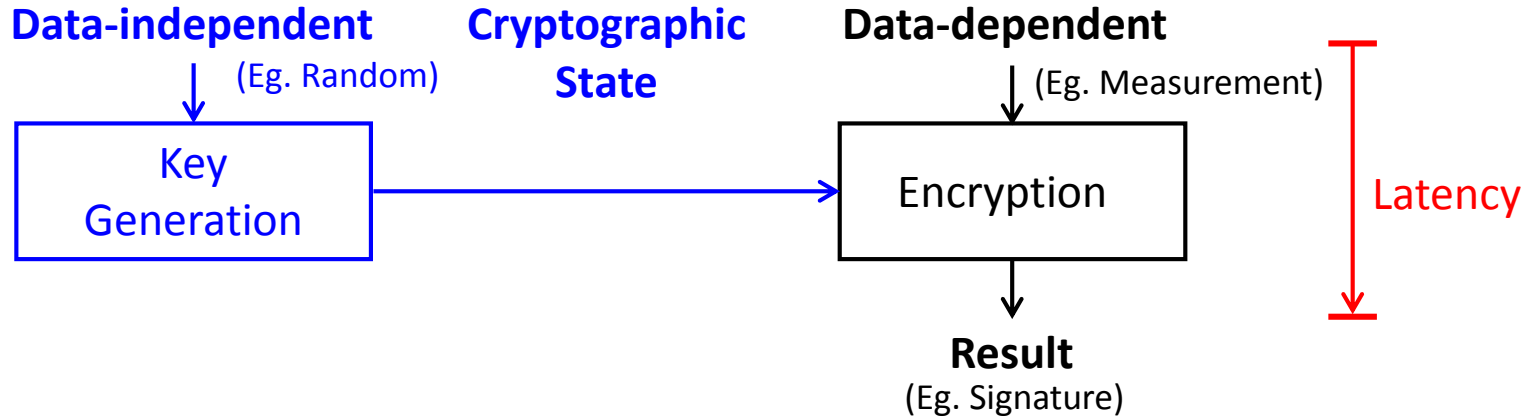 Data-independent
(Eg. Random)
Key
Generation
Cryptographic
State
Data-dependent
(Eg. Measurement)
Encryption
Result
(Eg. Signature)
Latency